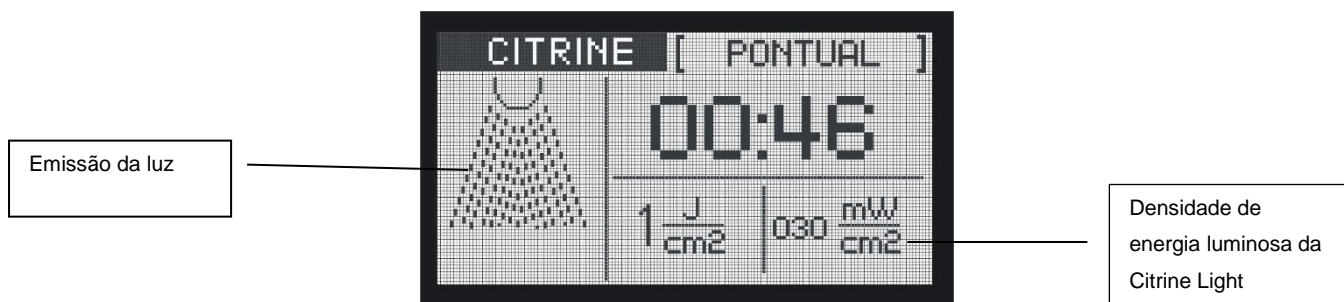 CITRINE [ PONTUAL ]
00:46
Emissão da luz
1 J/cm2 030 mW/cm2
Densidade de
energia luminosa da
Citrine Light